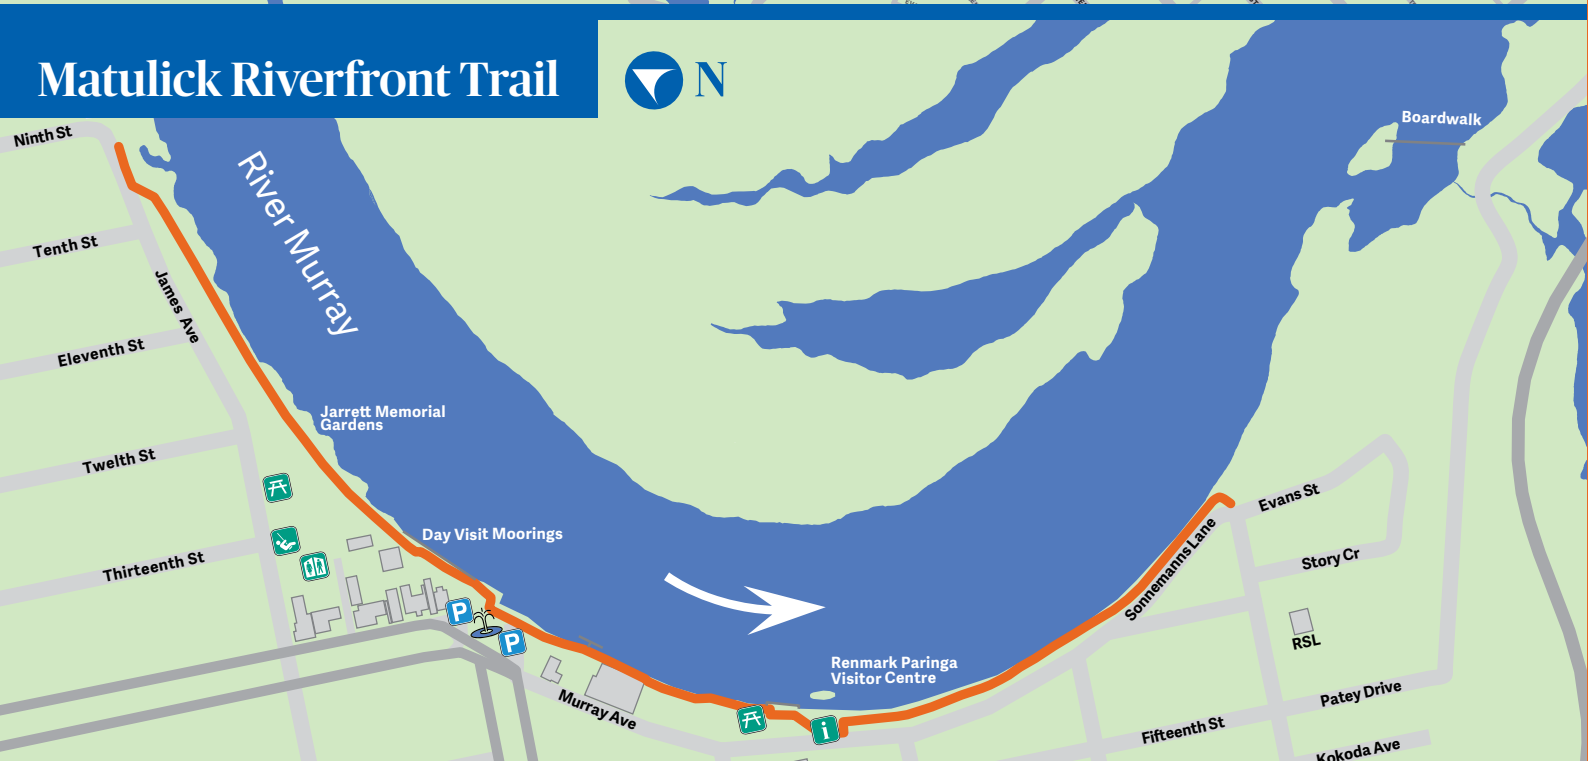 Matulick Riverfront Trail
N
Boardwalk
Ninth St
River Murray
Tenth St
James Ave
Eleventh St
Jarrett Memorial
Gardens
Twelth St
Evans St
Day Visit Moorings
Thirteenth St
Story Cr
Sonnemanns Lane
P
P
RSL
Renmark Paringa
Visitor Centre
Patey Drive
Murray Ave
i
Fifteenth St
Kokoda Ave